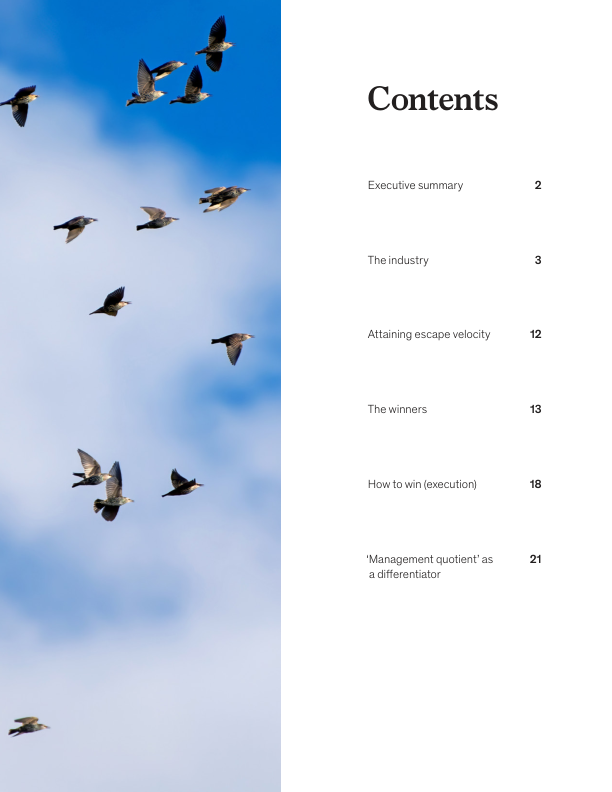 Contents
Executive summary 2
The industry 3
Attaining escape velocity 12
The winners 13
How to win (execution) 18
‘Management quotient’ as 21
a differentiator